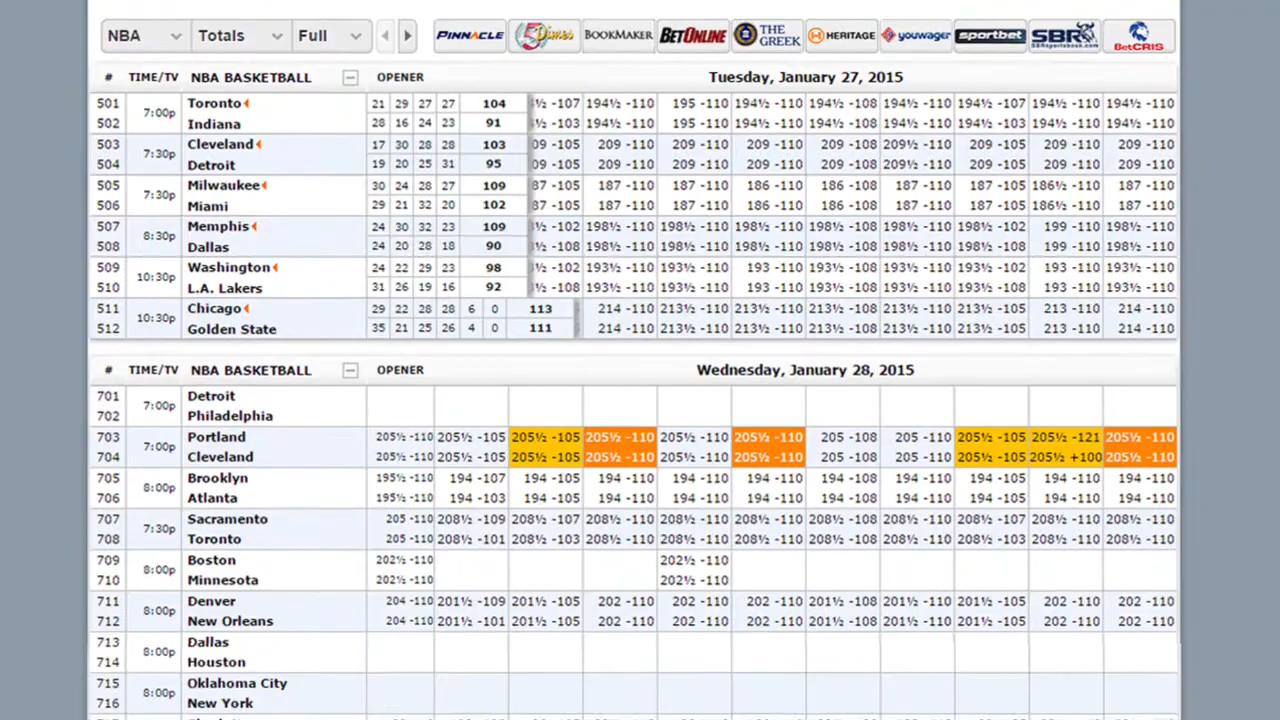 NBA Totals Full PINNACLE 5Dimes BOOKMAKER BETONLINE THE GREEK HERITAGE youwager sportbet SBR SBRsportsbook.com BetCRIS
# TIME/TV NBA BASKETBALL OPENER Tuesday, January 27, 2015
501 7:00p Toronto 21 29 27 27 104 ½ -107 194½ -110 195 -110 194½ -110 194½ -108 194½ -110 194½ -107 194½ -110 194½ -110
502 Indiana 28 16 24 23 91 ½ -103 194½ -110 195 -110 194½ -110 194½ -108 194½ -110 194½ -103 194½ -110 194½ -110
503 7:30p Cleveland 17 30 28 28 103 09 -105 209 -110 209 -110 209 -110 209 -108 209½ -110 209 -105 209 -110 209 -110
504 Detroit 19 20 25 31 95 09 -105 209 -110 209 -110 209 -110 209 -108 209½ -110 209 -105 209 -110 209 -110
505 7:30p Milwaukee 30 24 28 27 109 87 -105 187 -110 187 -110 186 -110 186 -108 187 -110 187 -105 186½ -110 187 -110
506 Miami 29 21 32 20 102 87 -105 187 -110 187 -110 186 -110 186 -108 187 -110 187 -105 186½ -110 187 -110
507 8:30p Memphis 24 30 32 23 109 ½ -102 198½ -110 198½ -110 198½ -110 198½ -108 198½ -110 198½ -102 199 -110 198½ -110
508 Dallas 24 20 28 18 90 ½ -108 198½ -110 198½ -110 198½ -110 198½ -108 198½ -110 198½ -108 199 -110 198½ -110
509 10:30p Washington 24 22 29 23 98 ½ -102 193½ -110 193½ -110 193 -110 193½ -108 193½ -110 193½ -102 193 -110 193½ -110
510 L.A. Lakers 31 26 19 16 92 ½ -108 193½ -110 193½ -110 193 -110 193½ -108 193½ -110 193½ -108 193 -110 193½ -110
511 10:30p Chicago 29 22 28 28 6 0 113 214 -110 213½ -110 213½ -110 213½ -108 213½ -110 213½ -105 213 -110 214 -110
512 Golden State 35 21 25 26 4 0 111 214 -110 213½ -110 213½ -110 213½ -108 213½ -110 213½ -105 213 -110 214 -110
# TIME/TV NBA BASKETBALL OPENER Wednesday, January 28, 2015
701 7:00p Detroit
702 Philadelphia
703 7:00p Portland 205½ -110 205½ -105 205½ -105 205½ -110 205½ -110 205½ -110 205 -108 205 -110 205½ -105 205½ -121 205½ -110
704 Cleveland 205½ -110 205½ -105 205½ -105 205½ -110 205½ -110 205½ -110 205 -108 205 -110 205½ -105 205½ +100 205½ -110
705 8:00p Brooklyn 195½ -110 194 -107 194 -105 194 -110 194 -110 194 -110 194 -108 194 -110 194 -105 194 -110 194 -110
706 Atlanta 195½ -110 194 -103 194 -105 194 -110 194 -110 194 -110 194 -108 194 -110 194 -105 194 -110 194 -110
707 7:30p Sacramento 205 -110 208½ -109 208½ -107 208½ -110 208½ -110 208½ -110 208½ -108 208½ -110 208½ -107 208½ -110 208½ -110
708 Toronto 205 -110 208½ -101 208½ -103 208½ -110 208½ -110 208½ -110 208½ -108 208½ -110 208½ -103 208½ -110 208½ -110
709 8:00p Boston 202½ -110 202½ -110
710 Minnesota 202½ -110 202½ -110
711 8:00p Denver 204 -110 201½ -109 201½ -105 202 -110 202 -110 202 -110 201½ -108 201½ -110 201½ -105 202 -110 202 -110
712 New Orleans 204 -110 201½ -101 201½ -105 202 -110 202 -110 202 -110 201½ -108 201½ -110 201½ -105 202 -110 202 -110
713 8:00p Dallas
714 Houston
715 8:00p Oklahoma City
716 New York